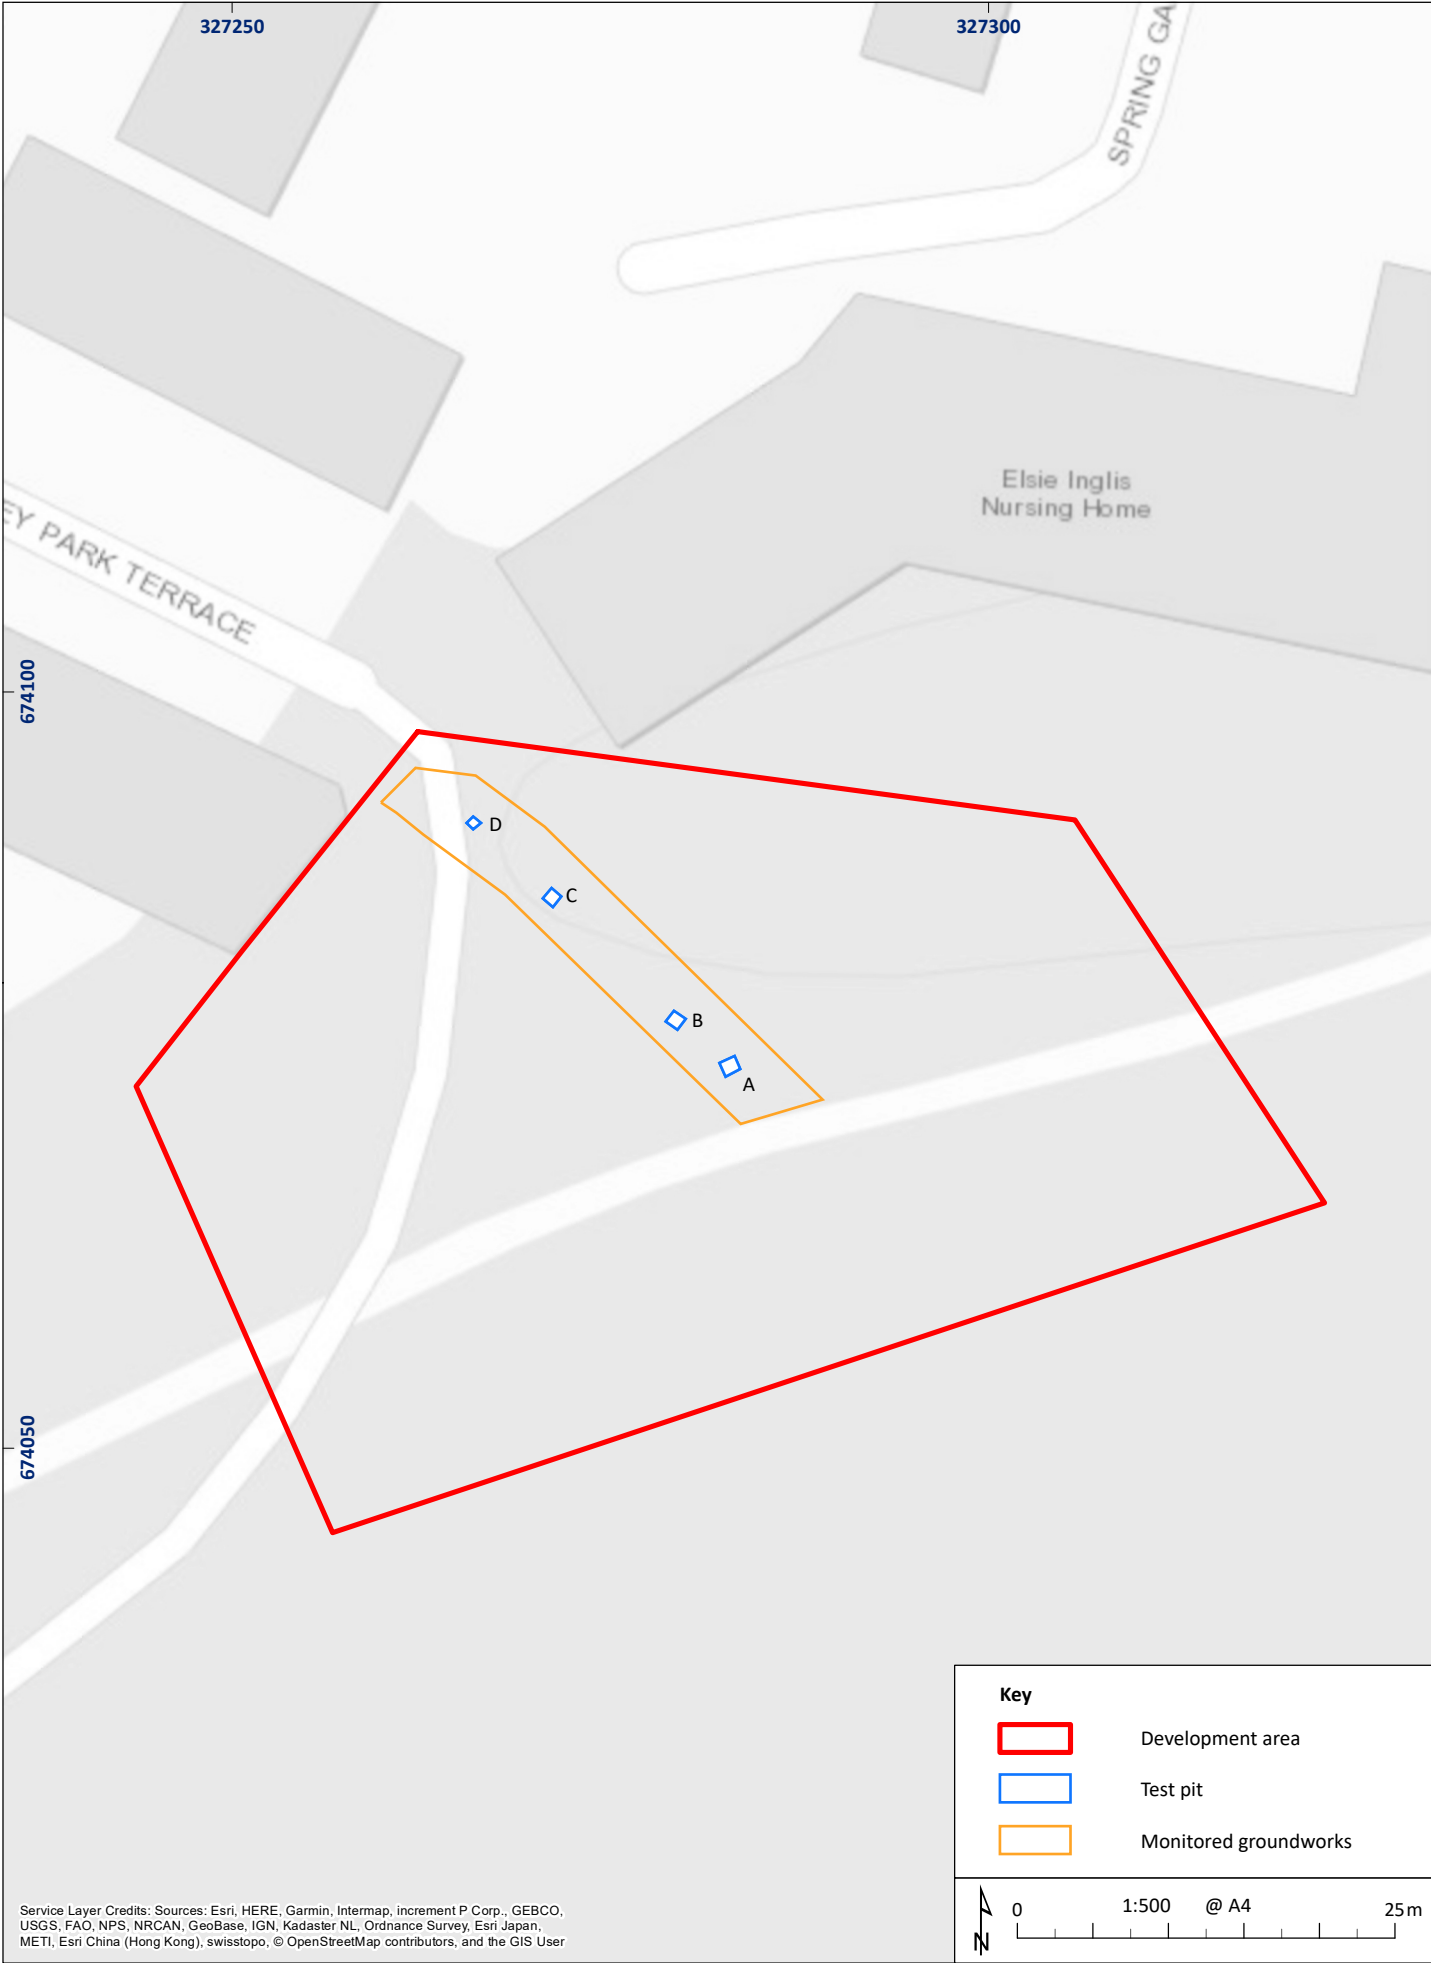 327250
327300
SPRING GA
Elsie Inglis
Nursing Home
EY PARK TERRACE
674100
D
C
B
A
674050
Key
Development area
Test pit
Monitored groundworks
N
0 1:500 @ A4 25m
Service Layer Credits: Sources: Esri, HERE, Garmin, Intermap, increment P Corp., GEBCO,
USGS, FAO, NPS, NRCAN, GeoBase, IGN, Kadaster NL, Ordnance Survey, Esri Japan,
METI, Esri China (Hong Kong), swisstopo, © OpenStreetMap contributors, and the GIS User